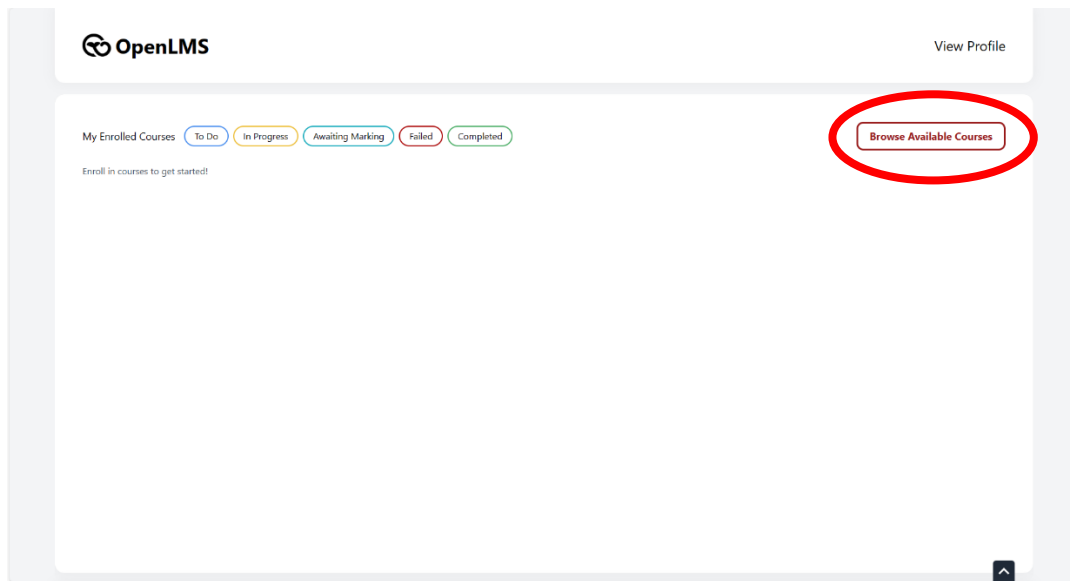 OpenLMS
View Profile
My Enrolled Courses To Do In Progress Awaiting Marking Failed Completed
Browse Available Courses
Enroll in courses to get started!